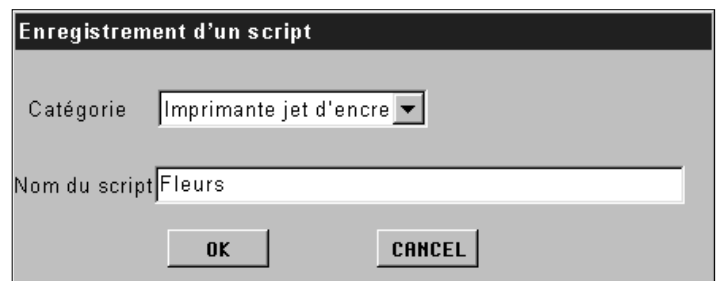 Enregistrement d'un script
Catégorie Imprimante jet d'encre
Nom du script Fleurs
OK CANCEL